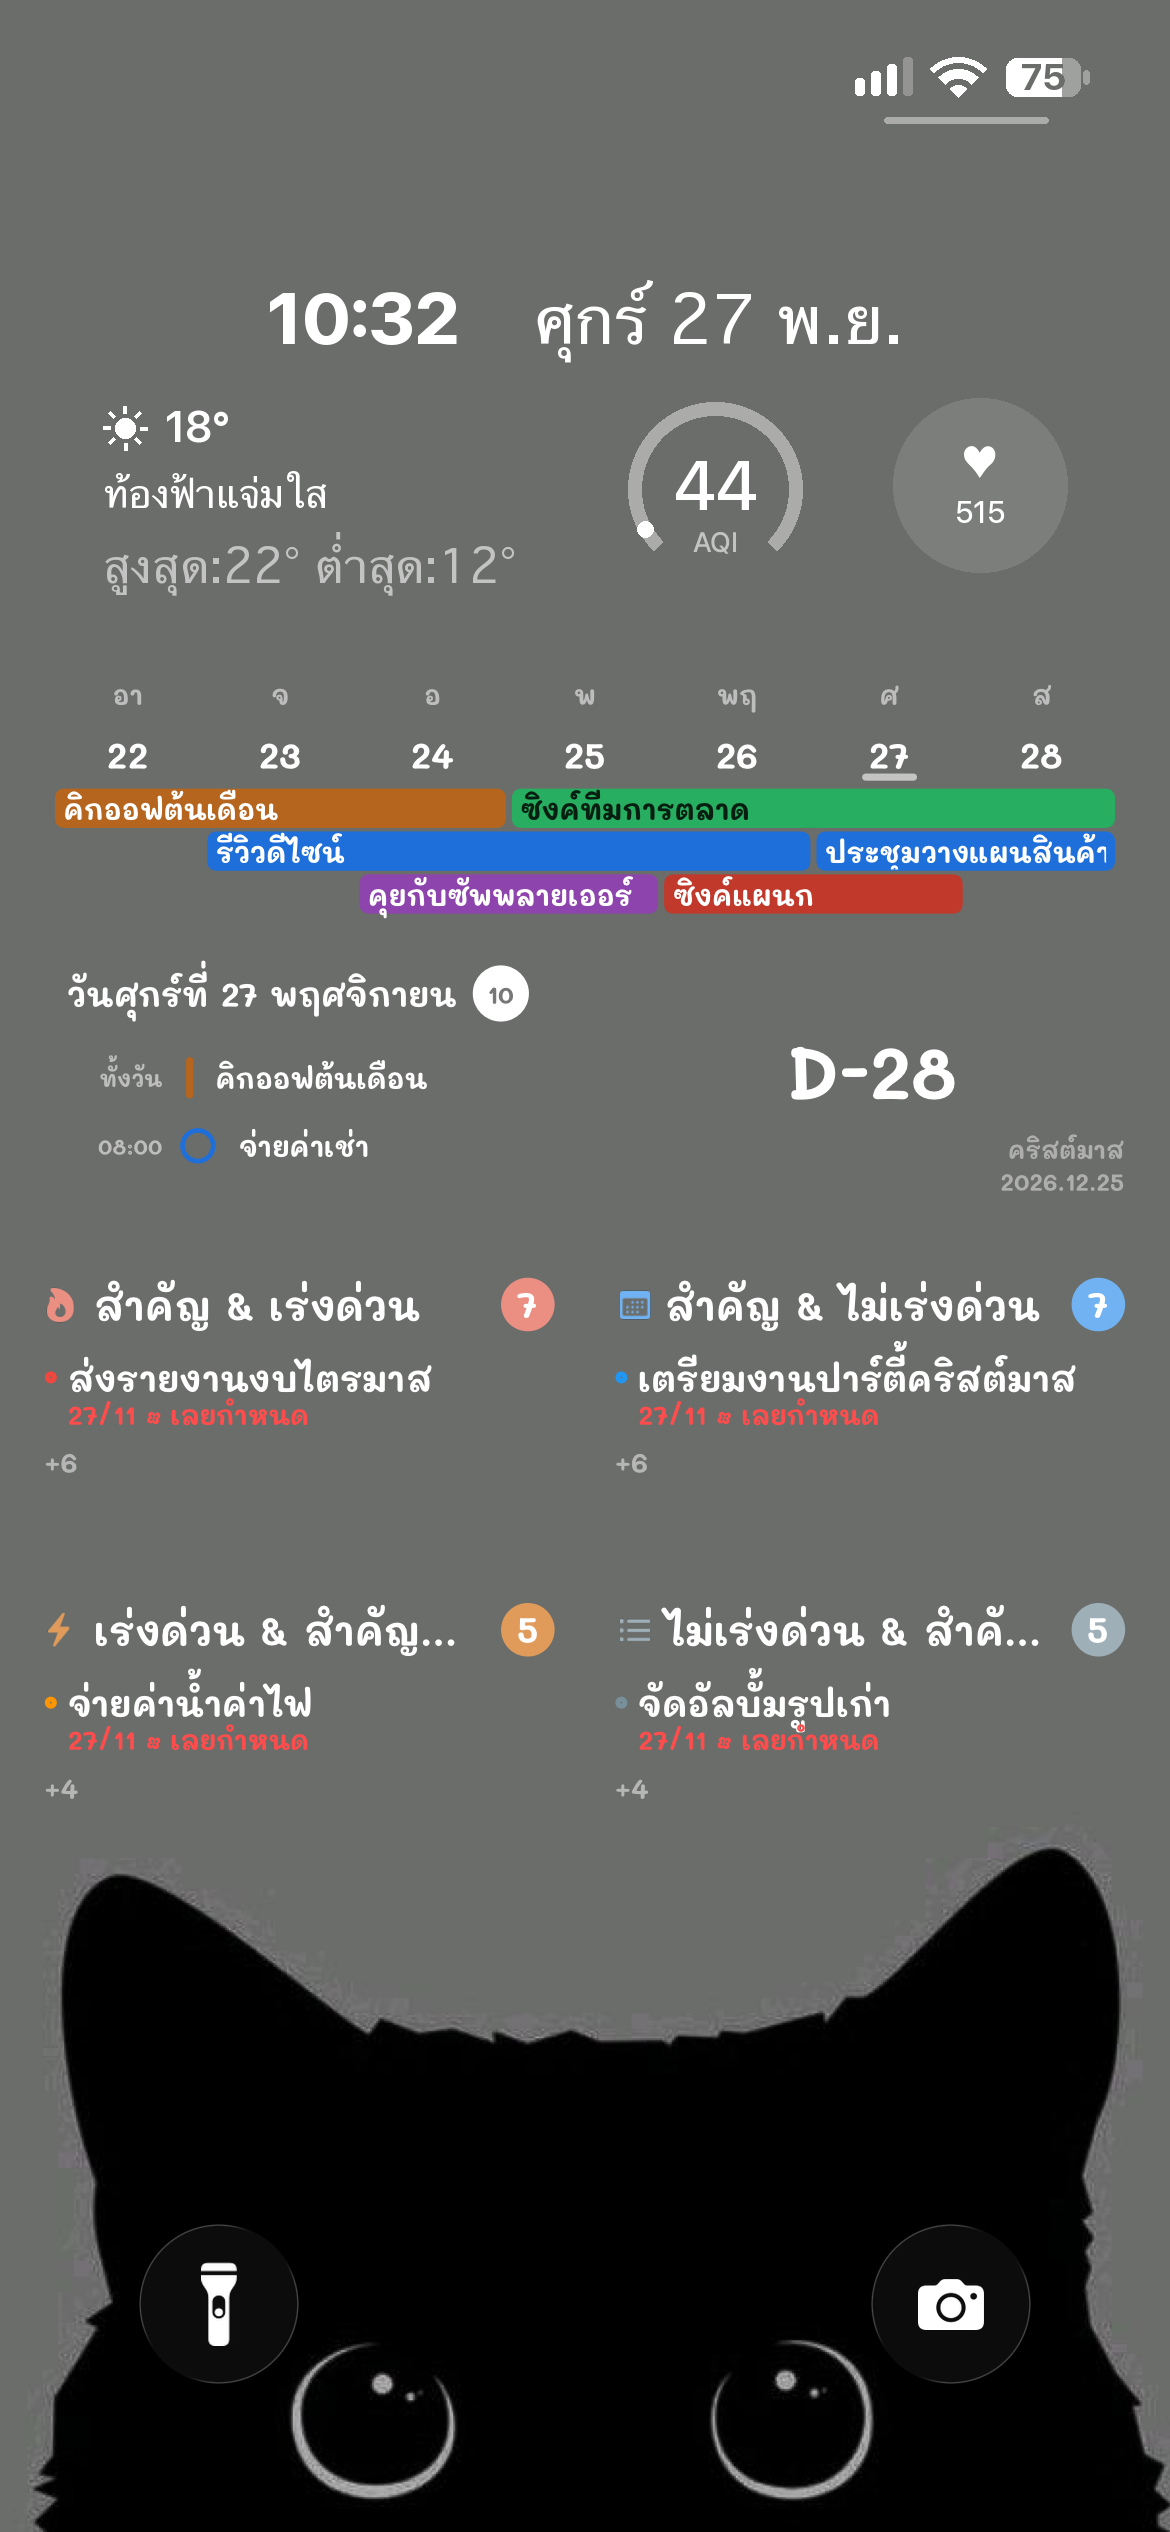 75
10:32 ศุกร์ 27 พ.ย.
18°
ท้องฟ้าแจ่มใส
สูงสุด:22° ต่ำสุด:12°
44
AQI
515
อา จ อ พ พฤ ศ ส
22 23 24 25 26 27 28
คิกออฟต้นเดือน ซิงค์ทีมการตลาด
รีวิวดีไซน์ ประชุมวางแผนสินค้า
คุยกับซัพพลายเออร์ ซิงค์แผนก
วันศุกร์ที่ 27 พฤศจิกายน 10
ทั้งวัน คิกออฟต้นเดือน
08:00 จ่ายค่าเช่า
D-28
คริสต์มาส
2026.12.25
สำคัญ & เร่งด่วน 7
ส่งรายงานงบไตรมาส
27/11 ~ เลยกำหนด
+6
สำคัญ & ไม่เร่งด่วน 7
เตรียมงานปาร์ตี้คริสต์มาส
27/11 ~ เลยกำหนด
+6
เร่งด่วน & สำคัญ... 5
จ่ายค่าน้ำค่าไฟ
27/11 ~ เลยกำหนด
+4
ไม่เร่งด่วน & สำคั... 5
จัดอัลบั้มรูปเก่า
27/11 ~ เลยกำหนด
+4